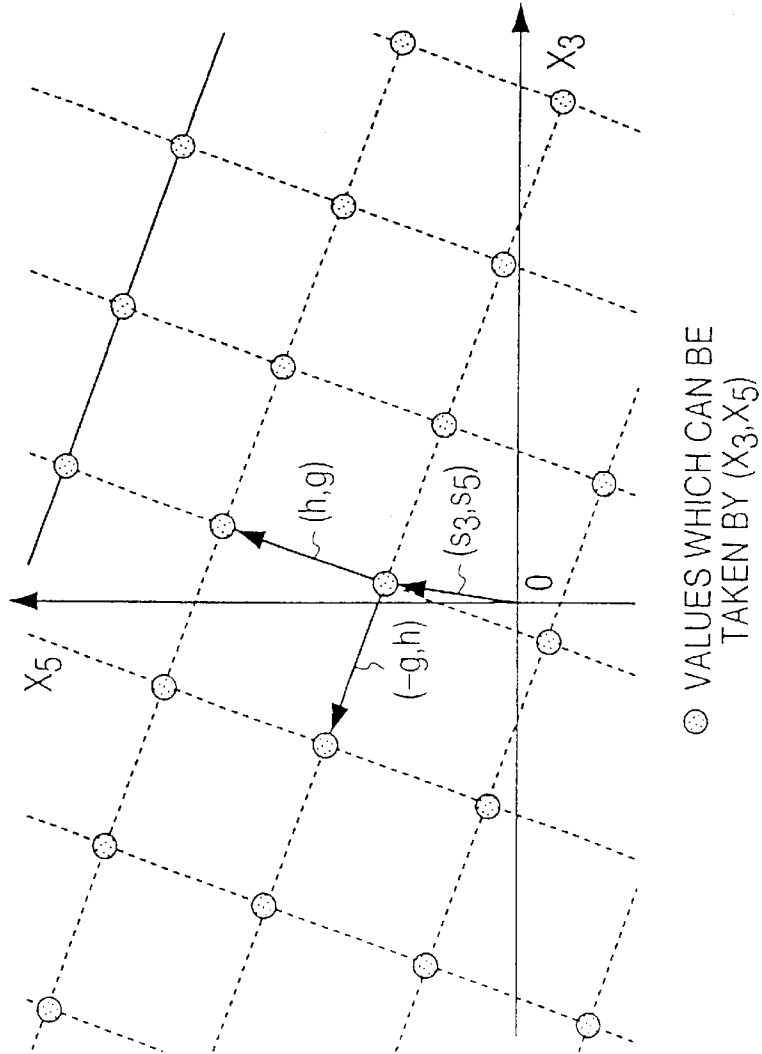 X5
X3
(h,g)
(s3,s5)
(-g,h)
0
VALUES WHICH CAN BE
TAKEN BY (X3,X5)